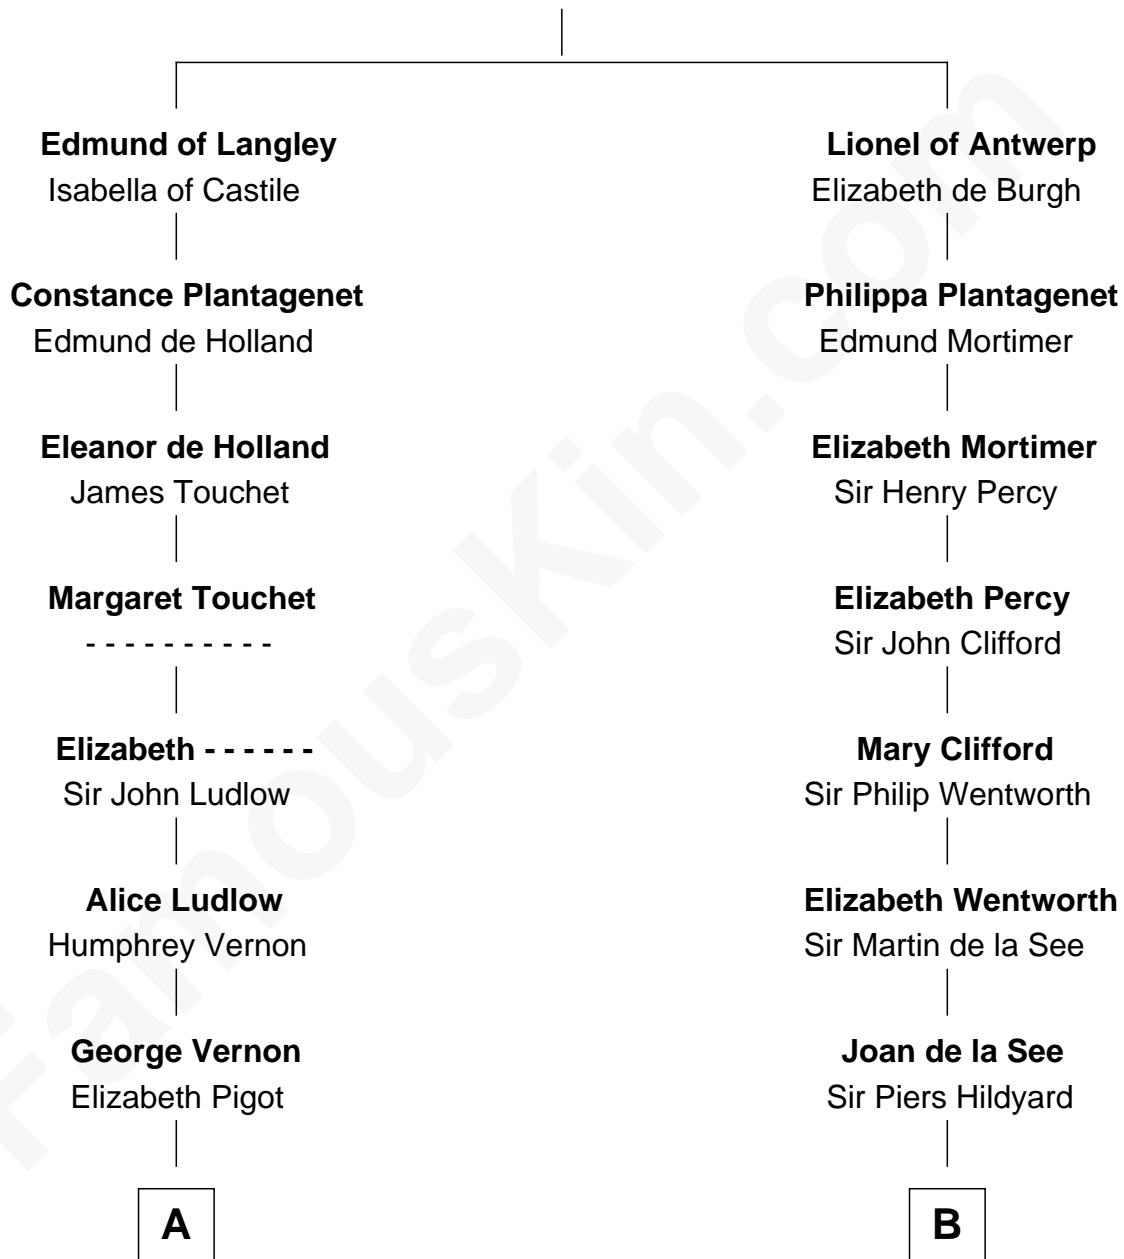 Edmund of Langley
Isabella of Castile
Constance Plantagenet
Edmund de Holland
Eleanor de Holland
James Touchet
Margaret Touchet
- - - - - - - - - -
Elizabeth - - - - - -
Sir John Ludlow
Alice Ludlow
Humphrey Vernon
George Vernon
Elizabeth Pigot
A
Lionel of Antwerp
Elizabeth de Burgh
Philippa Plantagenet
Edmund Mortimer
Elizabeth Mortimer
Sir Henry Percy
Elizabeth Percy
Sir John Clifford
Mary Clifford
Sir Philip Wentworth
Elizabeth Wentworth
Sir Martin de la See
Joan de la See
Sir Piers Hildyard
B
FamousKin.com